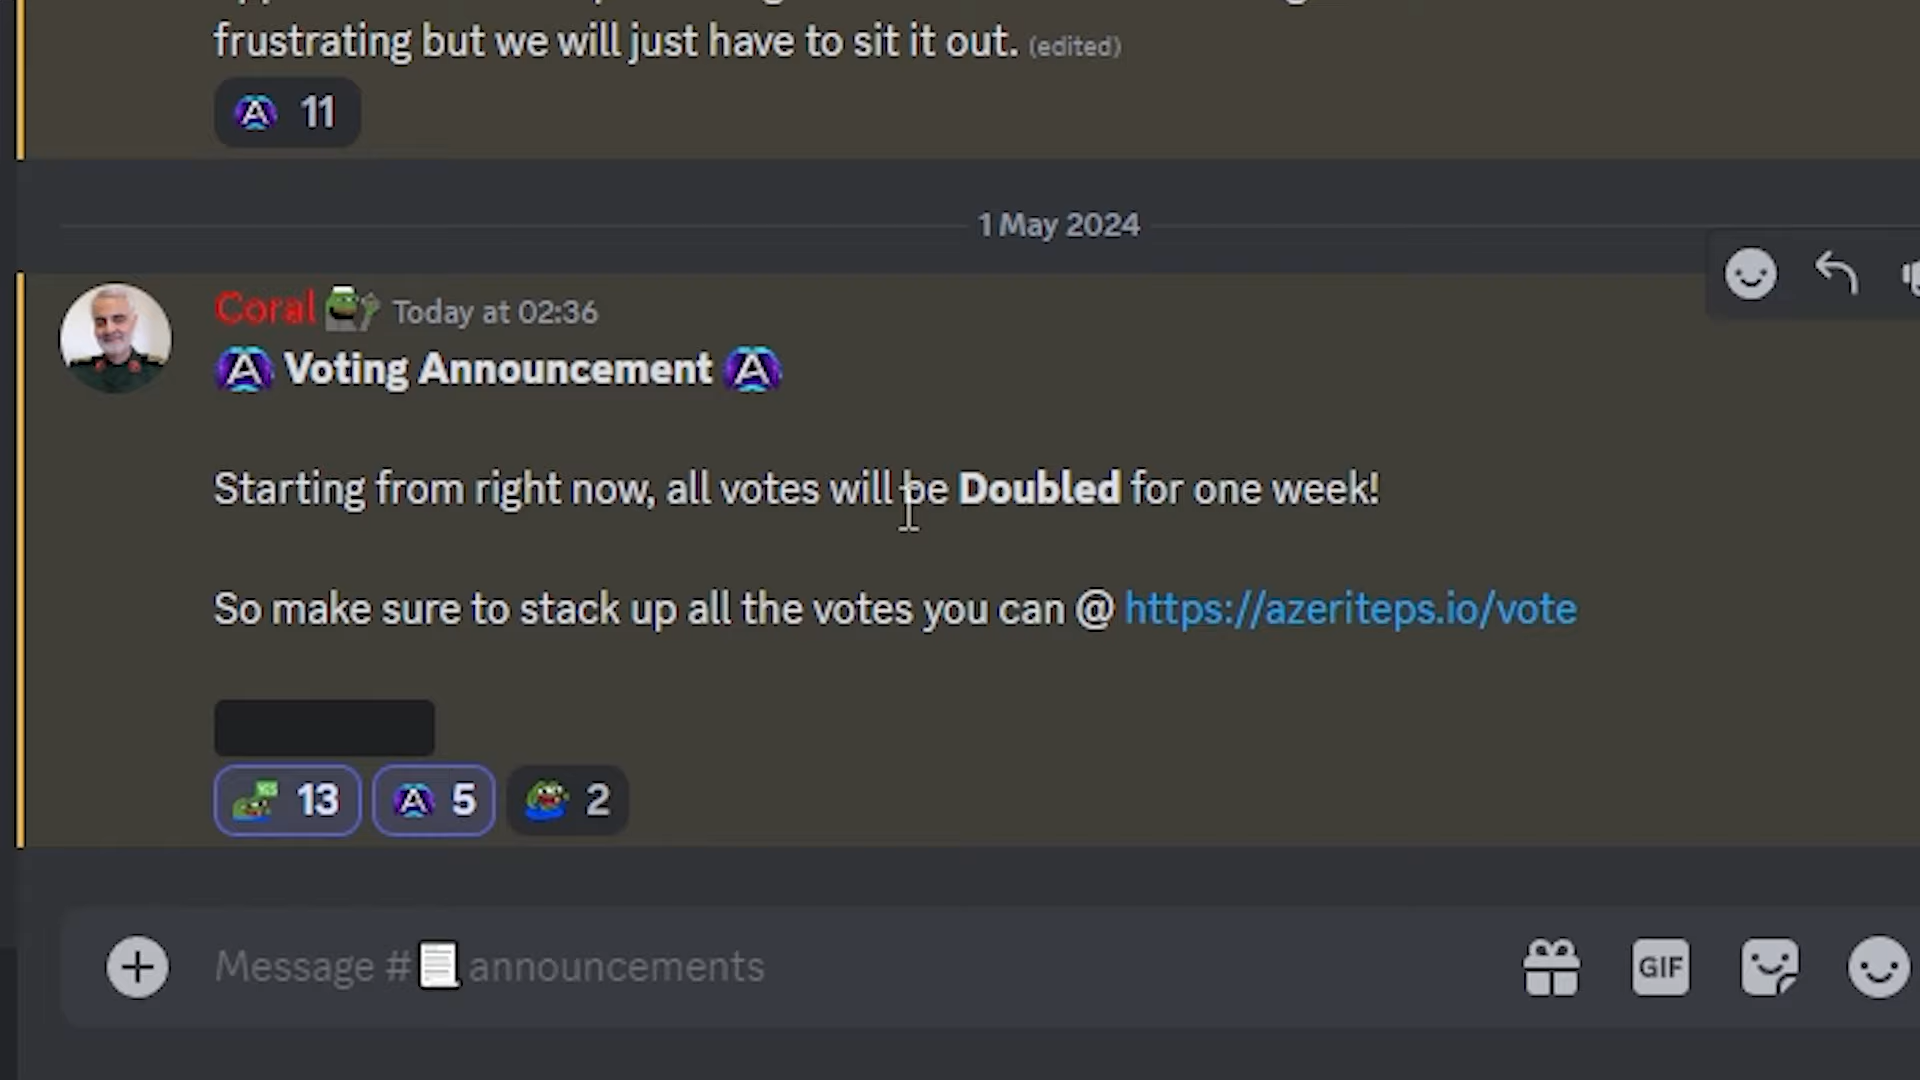 frustrating but we will just have to sit it out. (edited)
11
1 May 2024
Coral Today at 02:36
Voting Announcement
Starting from right now, all votes will be Doubled for one week!
So make sure to stack up all the votes you can @ https://azeriteps.io/vote
13 5 2
Message # announcements
GIF